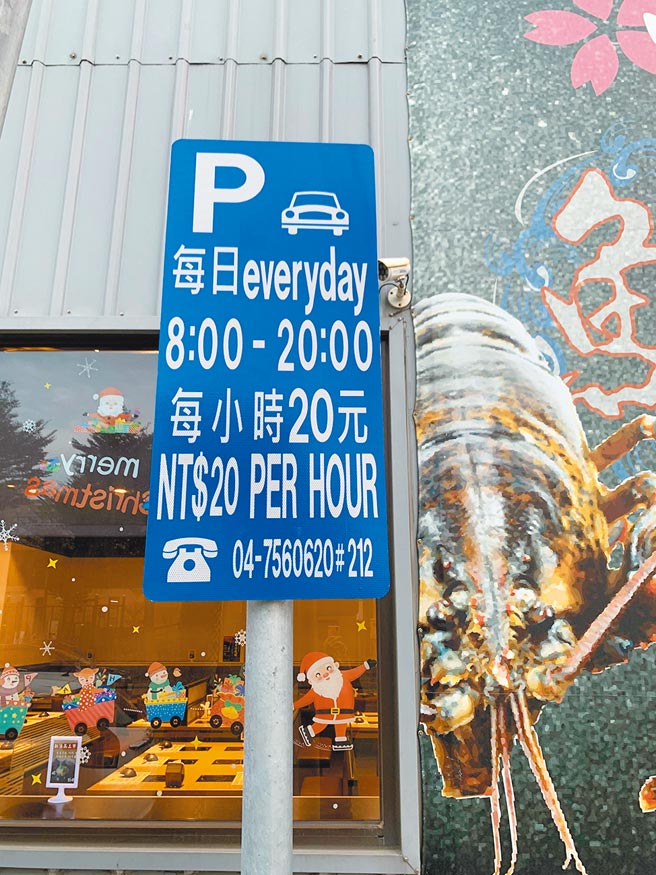 P
每日everyday
8:00 - 20:00
每小時20元
NT$20 PER HOUR
04-7560620#212
merry
Christmas